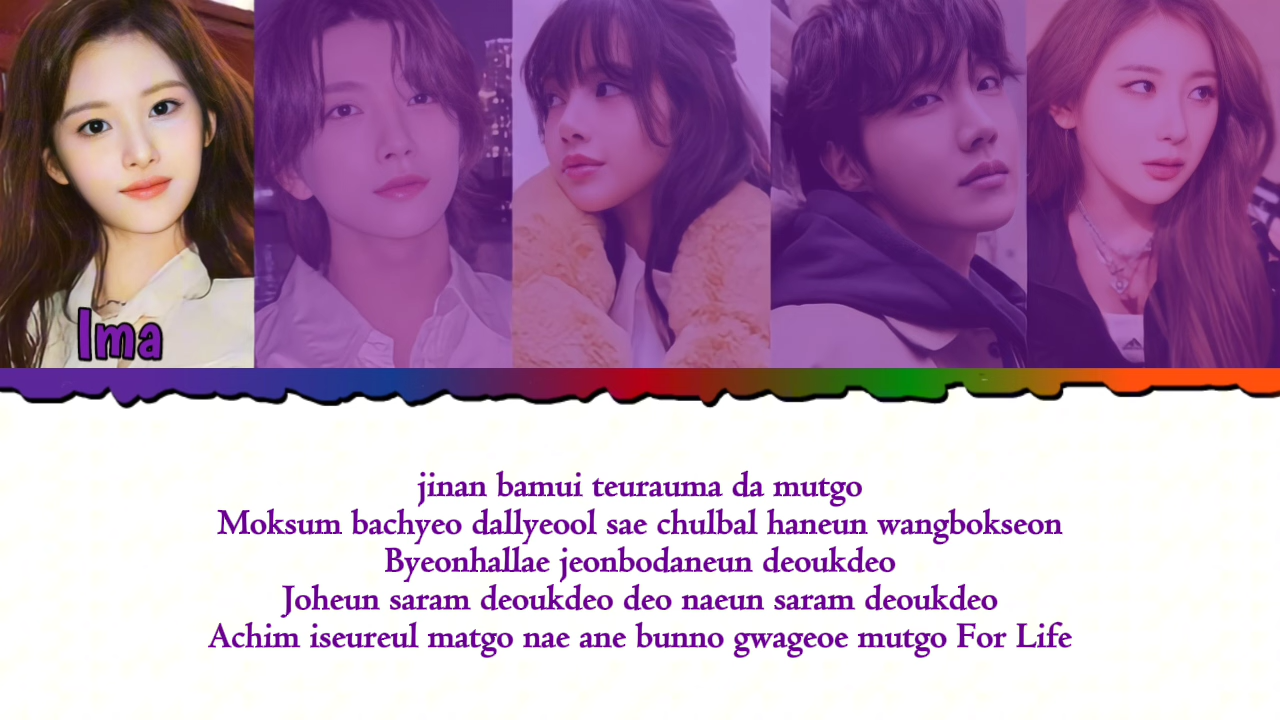 Ima
jinan bamui teurauma da mutgo
Moksum bachyeo dallyeool sae chulbal haneun wangbokseon
Byeonhallae jeonbodaneun deoukdeo
Joheun saram deoukdeo deo naeun saram deoukdeo
Achim iseureul matgo nae ane bunno gwageoe mutgo For Life